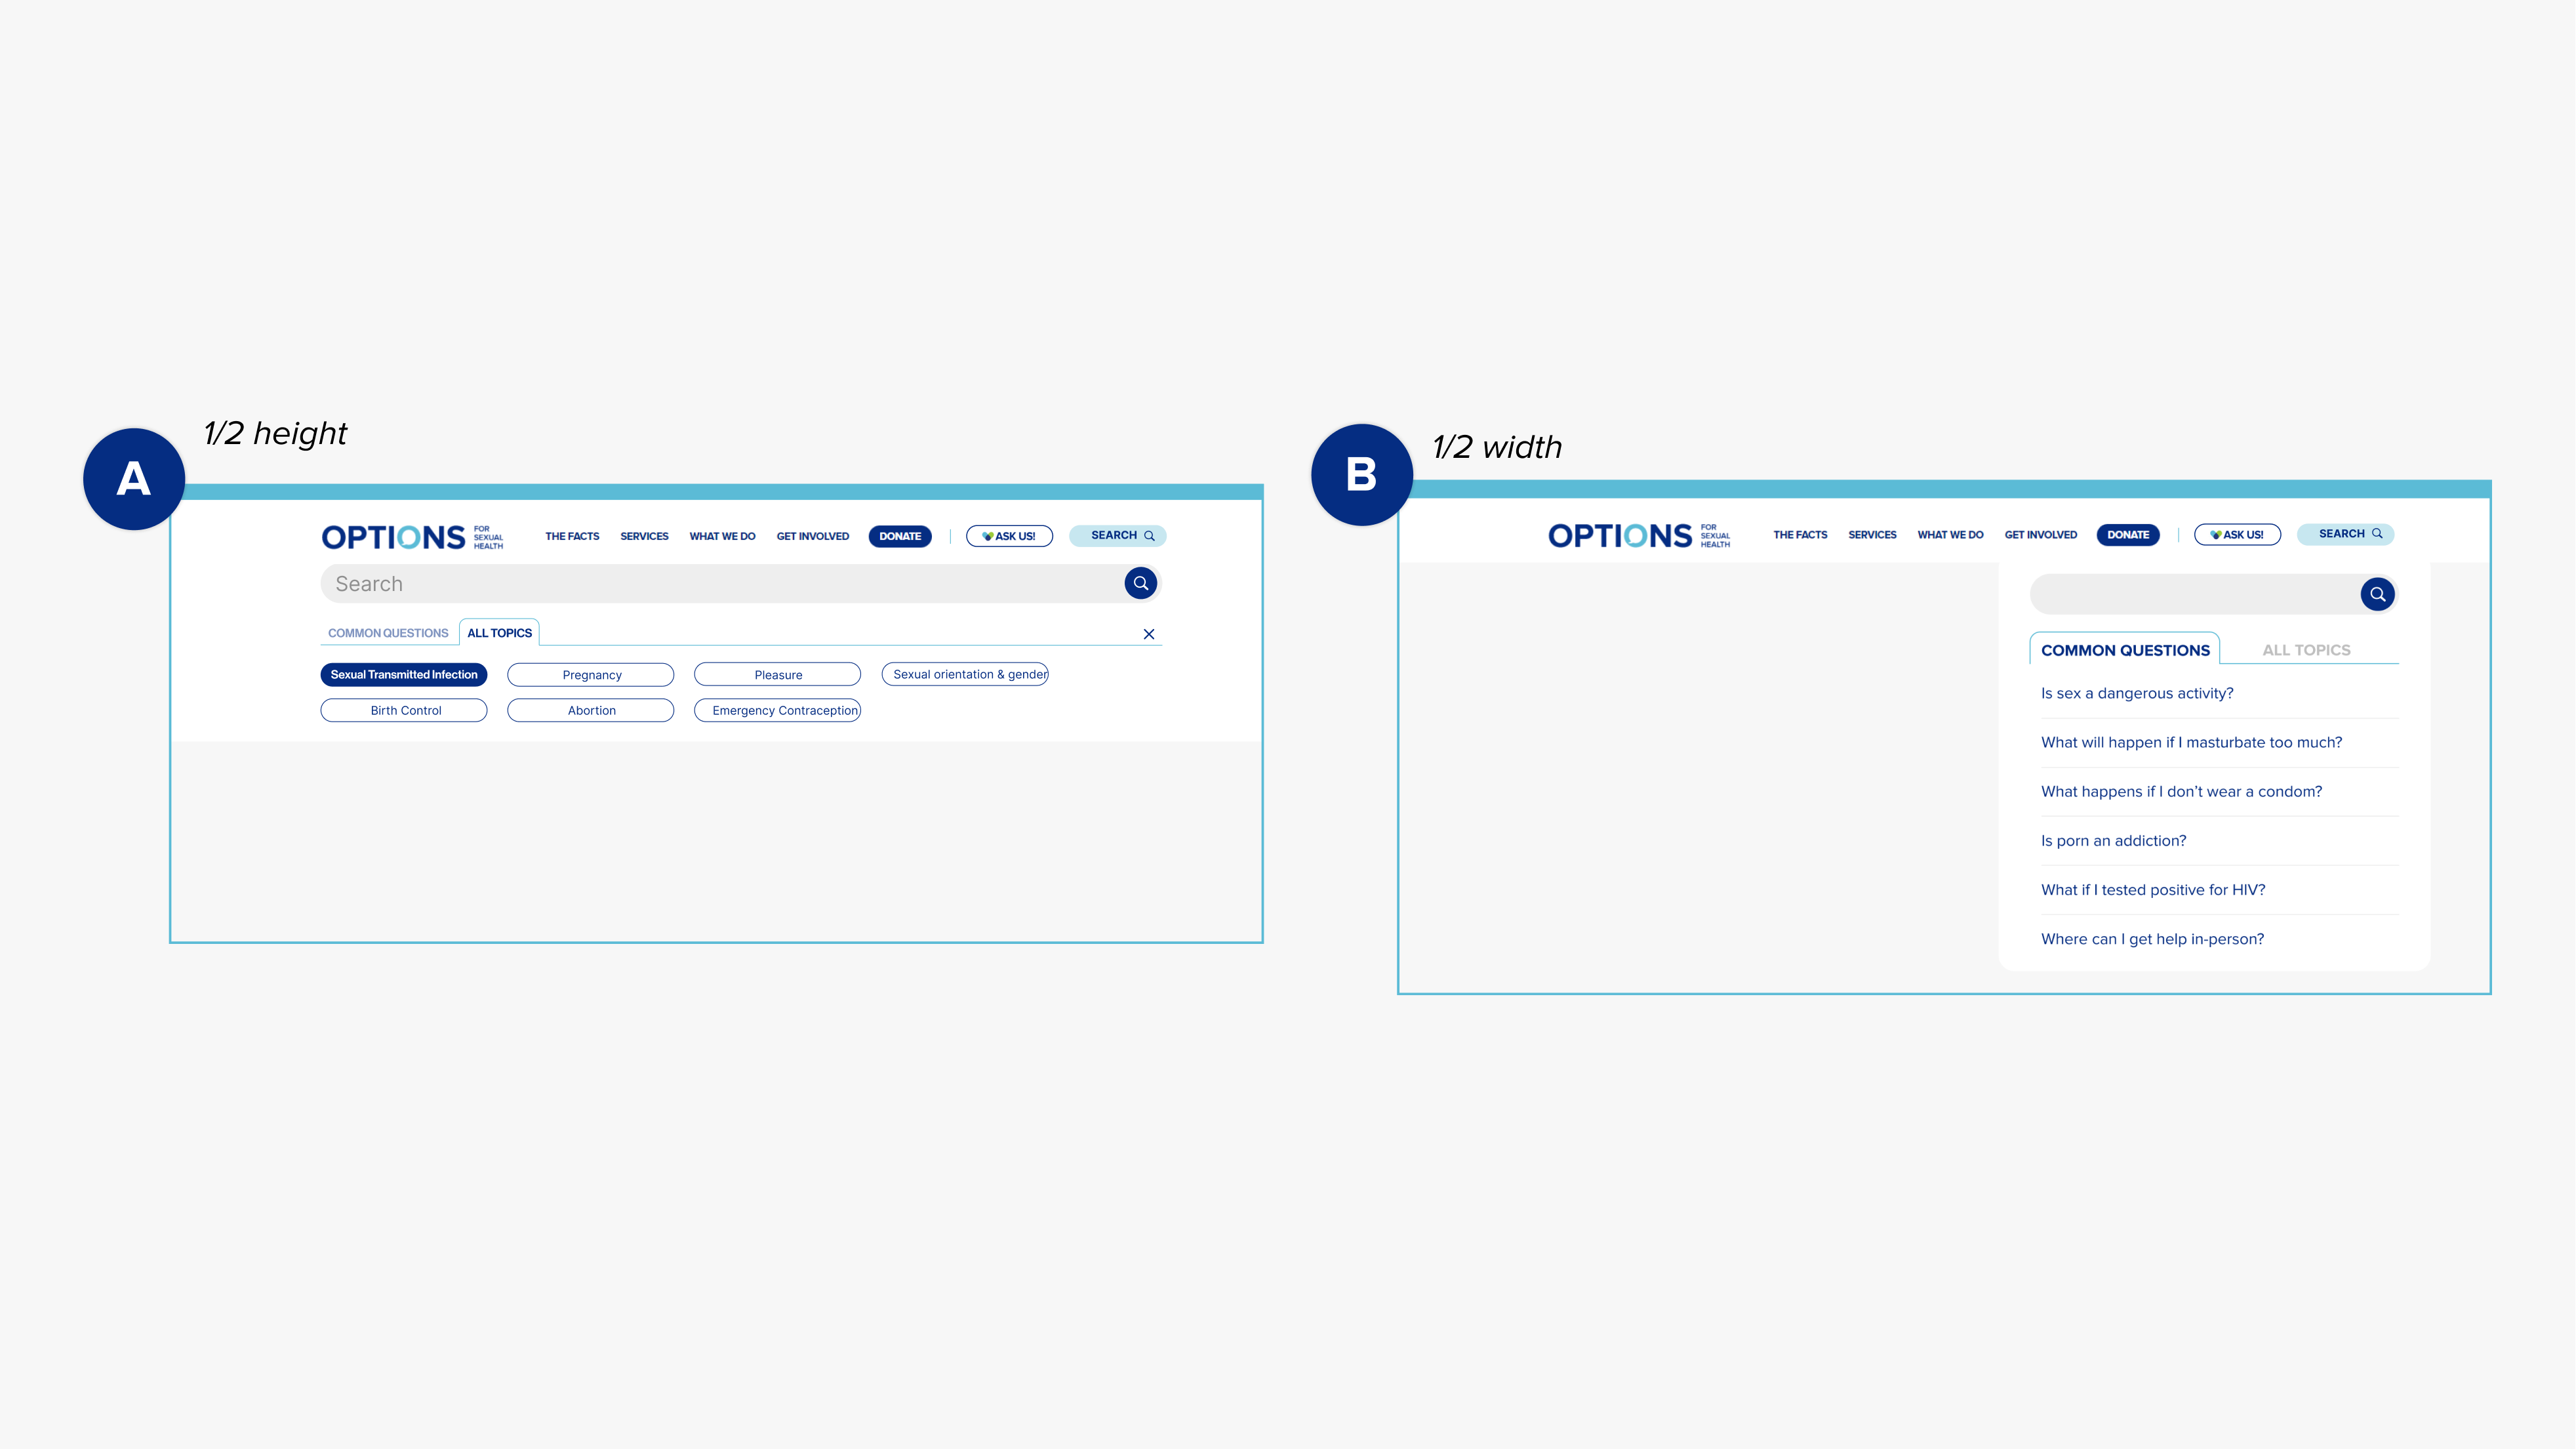 A
1/2 height
OPTIONS FOR SEXUAL HEALTH
THE FACTS SERVICES WHAT WE DO GET INVOLVED DONATE ASK US! SEARCH
Search
COMMON QUESTIONS ALL TOPICS
Sexual Transmitted Infection Pregnancy Pleasure Sexual orientation & gender
Birth Control Abortion Emergency Contraception
B
1/2 width
OPTIONS FOR SEXUAL HEALTH
THE FACTS SERVICES WHAT WE DO GET INVOLVED DONATE ASK US! SEARCH
COMMON QUESTIONS ALL TOPICS
Is sex a dangerous activity?
What will happen if I masturbate too much?
What happens if I don’t wear a condom?
Is porn an addiction?
What if I tested positive for HIV?
Where can I get help in-person?